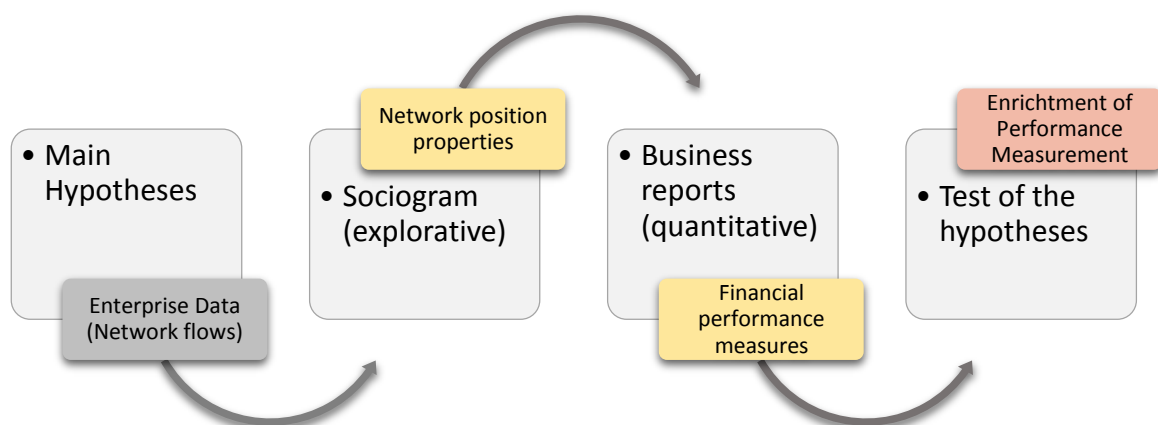 • Main
Hypotheses
Enterprise Data
(Network flows)
Network position
properties
• Sociogram
(explorative)
• Business
reports
(quantitative)
Financial
performance
measures
Enrichtment of
Performance
Measurement
• Test of the
hypotheses